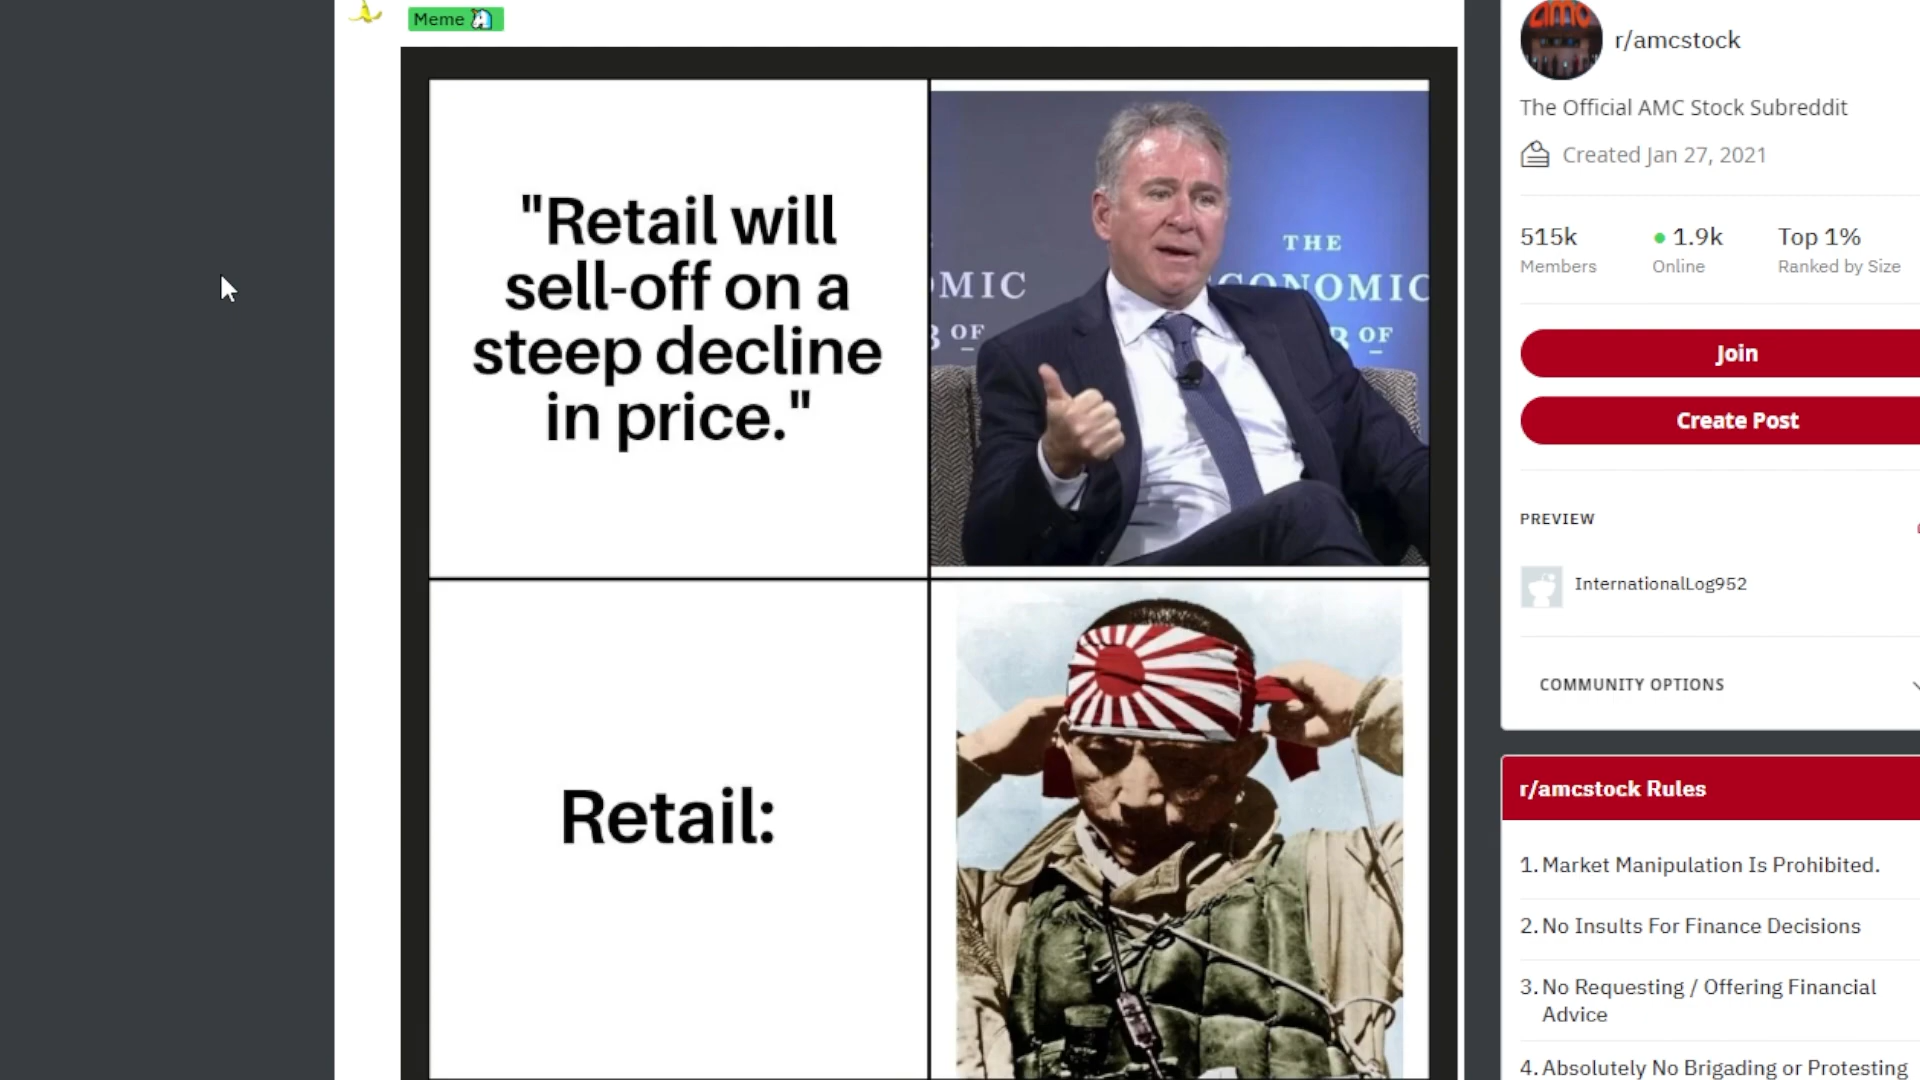 Meme
"Retail will
sell-off on a
steep decline
in price."
THE
ECONOMIC
OMIC
B OF
B OF
Retail:
amc
r/amcstock
The Official AMC Stock Subreddit
Created Jan 27, 2021
515k
1.9k
Top 1%
Members
Online
Ranked by Size
Join
Create Post
PREVIEW
InternationalLog952
COMMUNITY OPTIONS
r/amcstock Rules
1. Market Manipulation Is Prohibited.
2. No Insults For Finance Decisions
3. No Requesting / Offering Financial
Advice
4. Absolutely No Brigading or Protesting